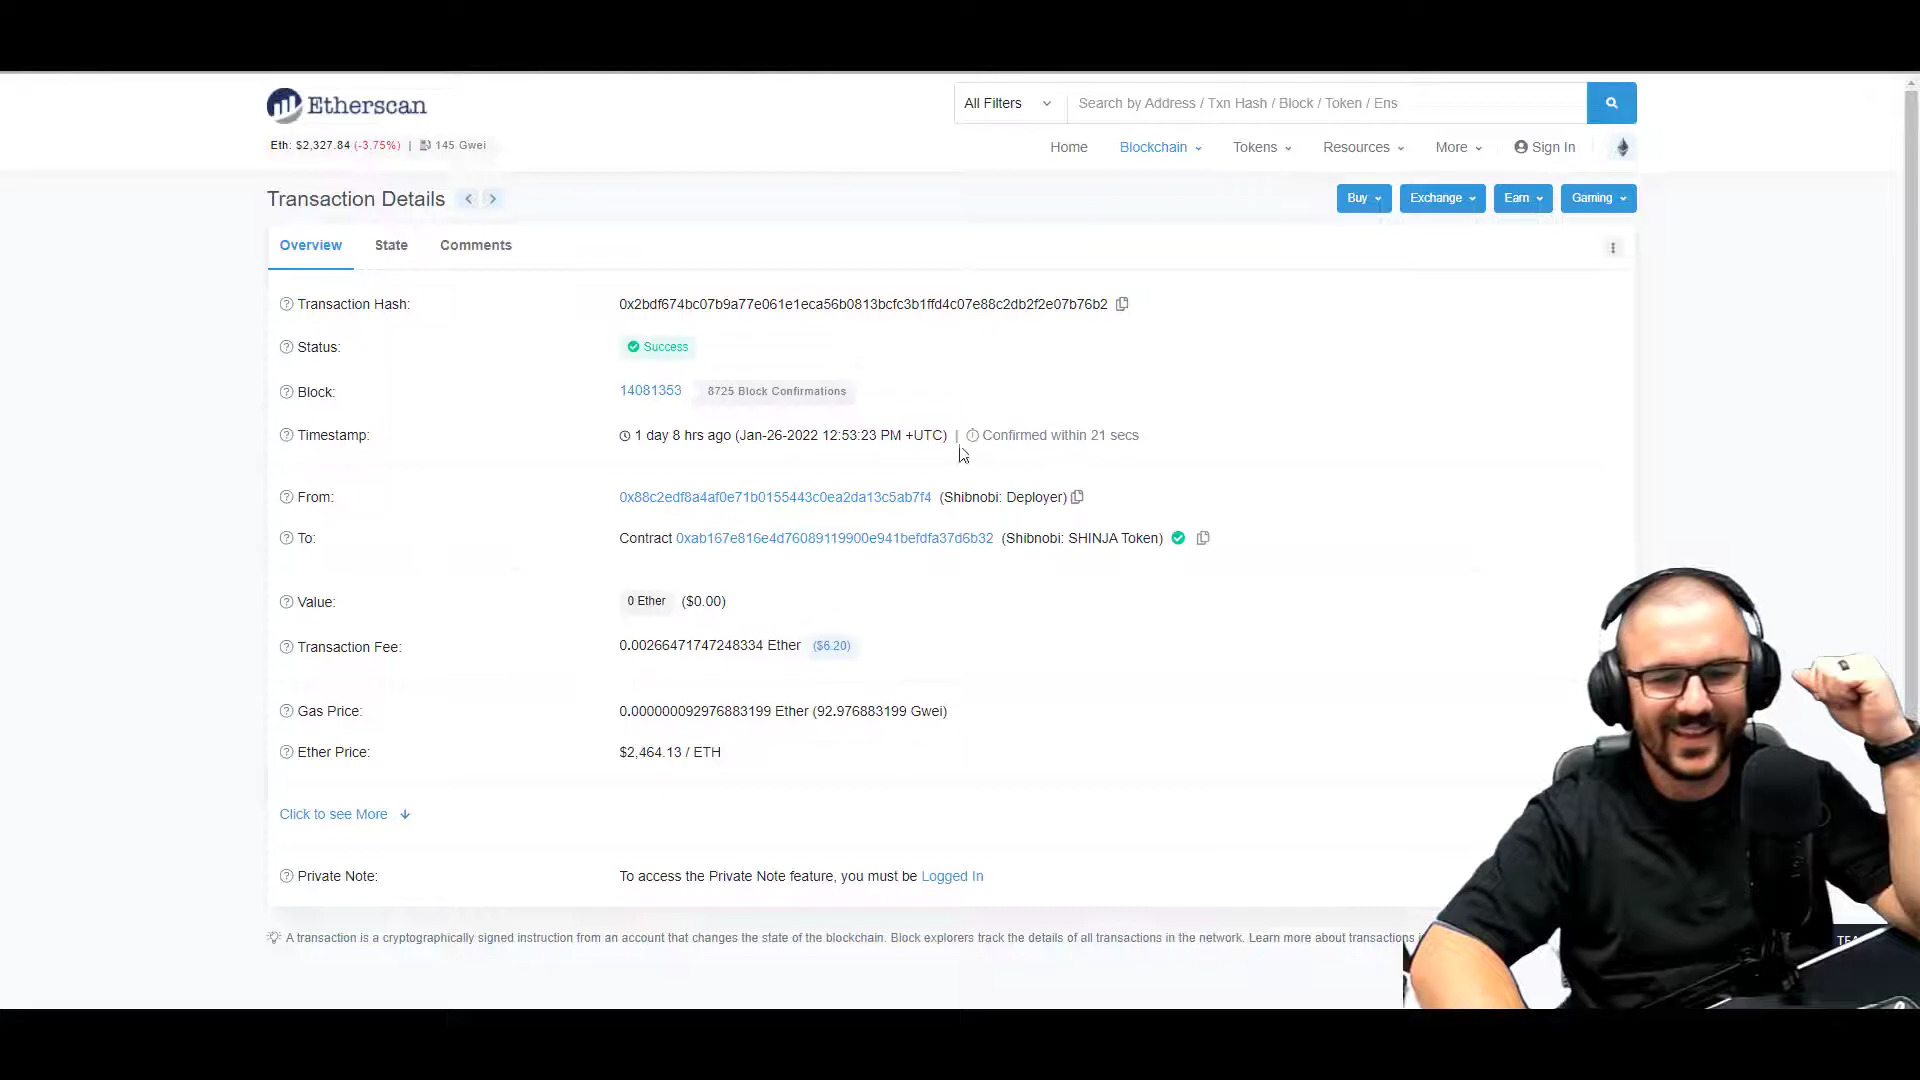 Etherscan
All Filters Search by Address / Txn Hash / Block / Token / Ens
Eth: $2,327.84 (-3.75%) | 145 Gwei
Home Blockchain Tokens Resources More Sign In
Transaction Details
Buy Exchange Earn Gaming
Overview State Comments
Transaction Hash: 0x2bdf674bc07b9a77e061e1eca56b0813bcfc3b1ffd4c07e88c2db2f2e07b76b2
Status: Success
Block: 14081353 8725 Block Confirmations
Timestamp: 1 day 8 hrs ago (Jan-26-2022 12:53:23 PM +UTC) | Confirmed within 21 secs
From: 0x88c2edf8a4af0e71b0155443c0ea2da13c5ab7f4 (Shibnobi: Deployer)
To: Contract 0xab167e816e4d76089119900e941befdfa37d6b32 (Shibnobi: SHINJA Token)
Value: 0 Ether ($0.00)
Transaction Fee: 0.00266471747248334 Ether ($6.20)
Gas Price: 0.000000092976883199 Ether (92.976883199 Gwei)
Ether Price: $2,464.13 / ETH
Click to see More
Private Note: To access the Private Note feature, you must be Logged In
A transaction is a cryptographically signed instruction from an account that changes the state of the blockchain. Block explorers track the details of all transactions in the network. Learn more about transactions